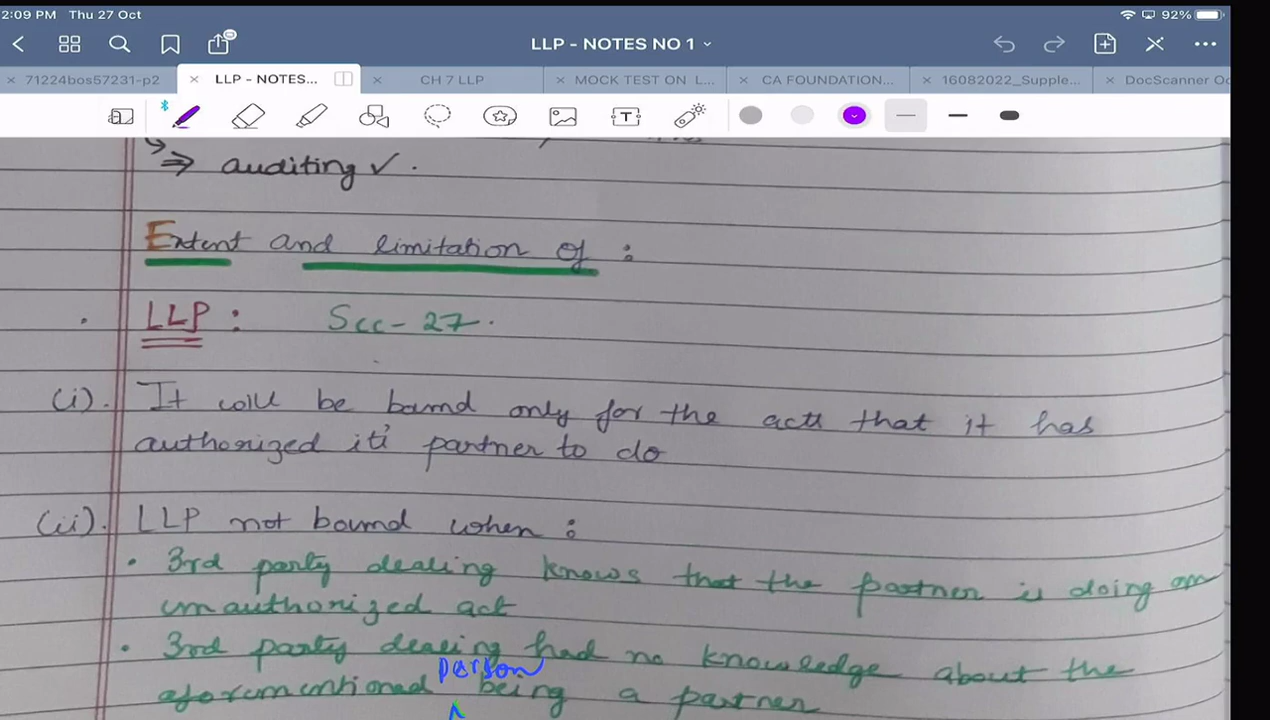 2:09 PM Thu 27 Oct
92%
LLP - NOTES NO 1
71224bos57231-p2
LLP - NOTES...
CH 7 LLP
MOCK TEST ON L...
CA FOUNDATION...
16082022_Supple...
DocScanner Oc
⇒ auditing ✓.
Extent and limitation of :
LLP : Sec-27.
(i). It will be bound only for the acts that it has
authorized it's partner to do
(ii). LLP not bound when :
• 3rd party dealing knows that the partner is doing an
unauthorized act
• 3rd party dealing had no knowledge about the
person
aforumentioned being a partner